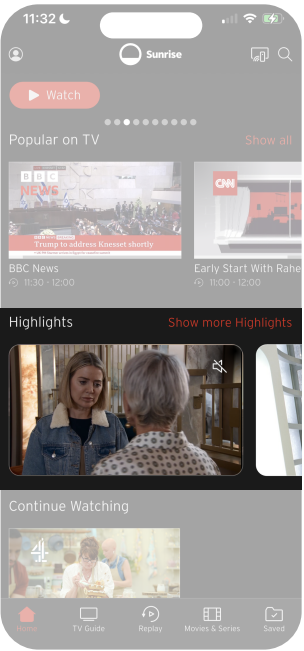 11:32
Sunrise
Watch
Popular on TV
Show all
BBC
NEWS
Trump to address Knesset shortly
CNN
BBC News
11:30 - 12:00
Early Start With Rahe
11:00 - 12:00
Highlights
Show more Highlights
Continue Watching
4
Home
TV Guide
Replay
Movies & Series
Saved